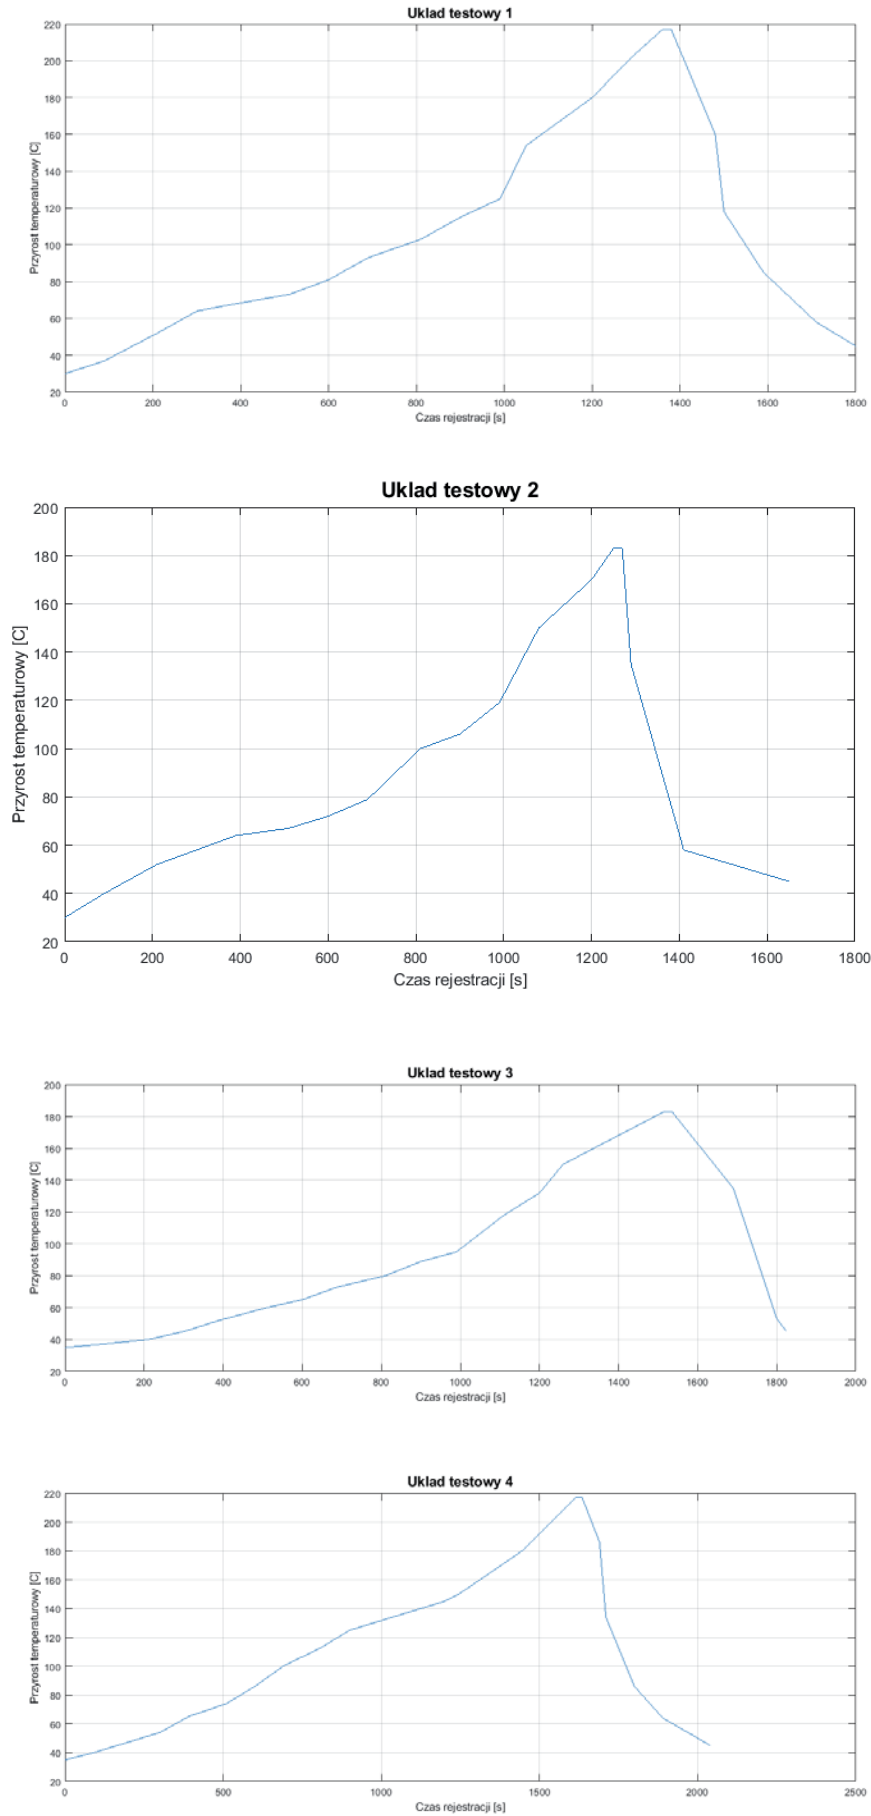 Uklad testowy 1
220
200
180
160
140
120
100
80
60
40
20
Przyrost temperaturowy [C]
0 200 400 600 800 1000 1200 1400 1600 1800
Czas rejestracji [s]
Uklad testowy 2
200
180
160
140
120
100
80
60
40
20
Przyrost temperaturowy [C]
0 200 400 600 800 1000 1200 1400 1600 1800
Czas rejestracji [s]
Uklad testowy 3
200
180
160
140
120
100
80
60
40
20
Przyrost temperaturowy [C]
0 200 400 600 800 1000 1200 1400 1600 1800 2000
Czas rejestracji [s]
Uklad testowy 4
220
200
180
160
140
120
100
80
60
40
20
Przyrost temperaturowy [C]
0 500 1000 1500 2000 2500
Czas rejestracji [s]